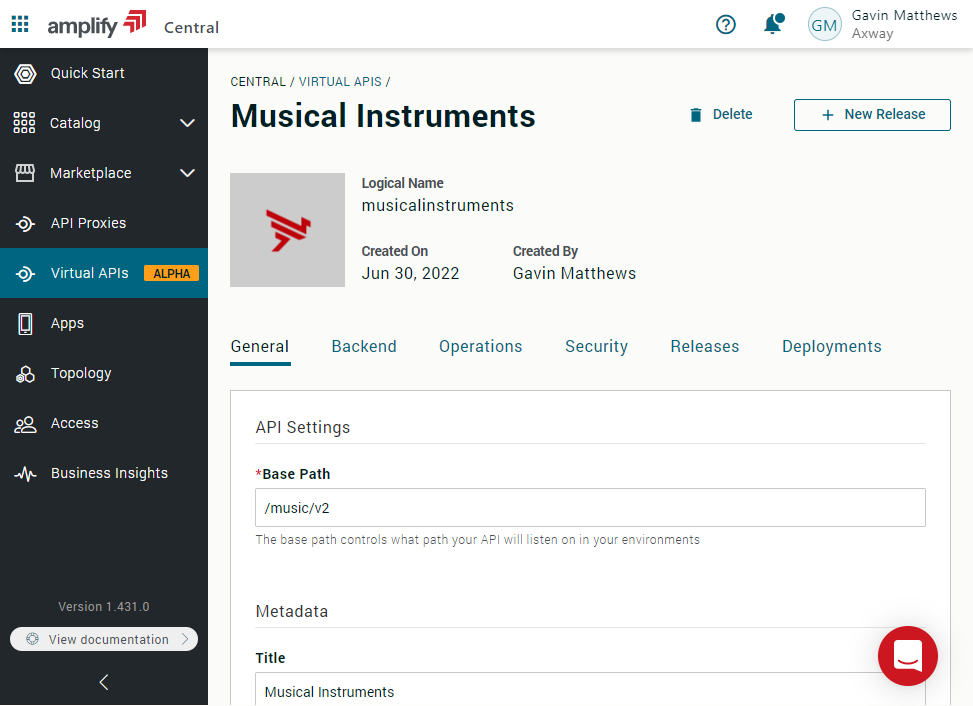 amplify Central
GM
Gavin Matthews
Axway
Quick Start
Catalog
Marketplace
API Proxies
Virtual APIs ALPHA
Apps
Topology
Access
Business Insights
Version 1.431.0
View documentation
CENTRAL / VIRTUAL APIS /
Musical Instruments
Delete
+ New Release
Logical Name
musicalinstruments
Created On
Jun 30, 2022
Created By
Gavin Matthews
General Backend Operations Security Releases Deployments
API Settings
*Base Path
/music/v2
The base path controls what path your API will listen on in your environments
Metadata
Title
Musical Instruments